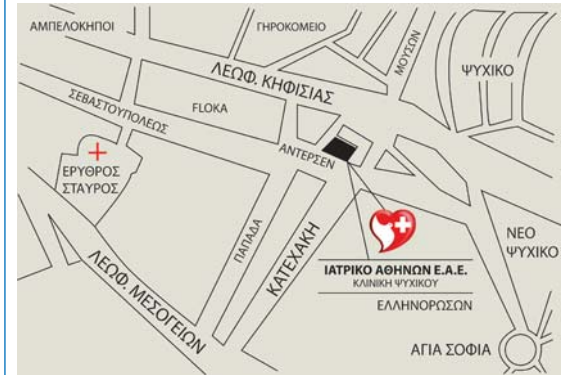 ΑΜΠΕΛΟΚΗΠΟΙ
ΓΗΡΟΚΟΜΕΙΟ
ΜΟΥΣΩΝ
ΛΕΩΦ. ΚΗΦΙΣΙΑΣ
ΨΥΧΙΚΟ
ΣΕΒΑΣΤΟΥΠΟΛΕΩΣ
FLOKA
ΑΝΤΕΡΣΕΝ
ΕΡΥΘΡΟΣ
ΣΤΑΥΡΟΣ
ΠΑΠΑΔΑ
ΚΑΤΕΧΑΚΗ
ΝΕΟ
ΨΥΧΙΚΟ
ΛΕΩΦ. ΜΕΣΟΓΕΙΩΝ
ΙΑΤΡΙΚΟ ΑΘΗΝΩΝ Ε.Α.Ε.
ΚΛΙΝΙΚΗ ΨΥΧΙΚΟΥ
ΕΛΛΗΝΟΡΩΣΩΝ
ΑΓΙΑ ΣΟΦΙΑ